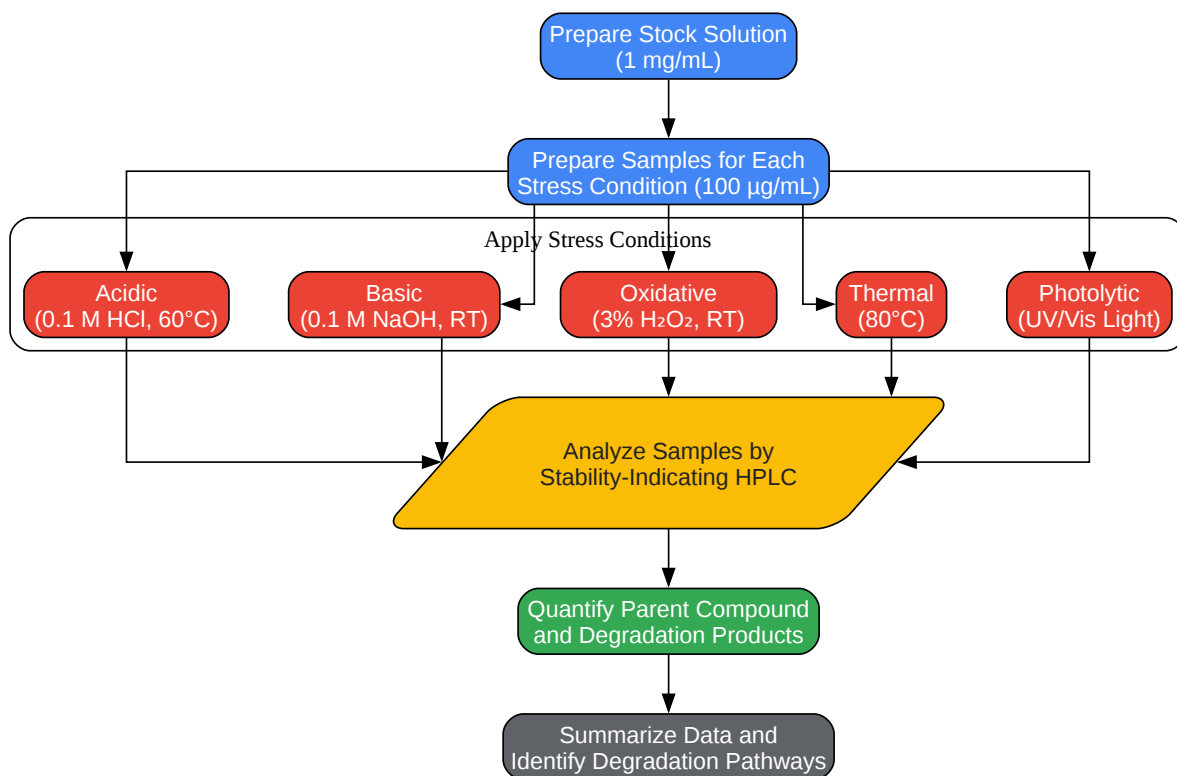 Prepare Stock Solution
(1 mg/mL)
Prepare Samples for Each
Stress Condition (100 µg/mL)
Apply Stress Conditions
Acidic
(0.1 M HCl, 60°C)
Basic
(0.1 M NaOH, RT)
Oxidative
(3% H₂O₂, RT)
Thermal
(80°C)
Photolytic
(UV/Vis Light)
Analyze Samples by
Stability-Indicating HPLC
Quantify Parent Compound
and Degradation Products
Summarize Data and
Identify Degradation Pathways